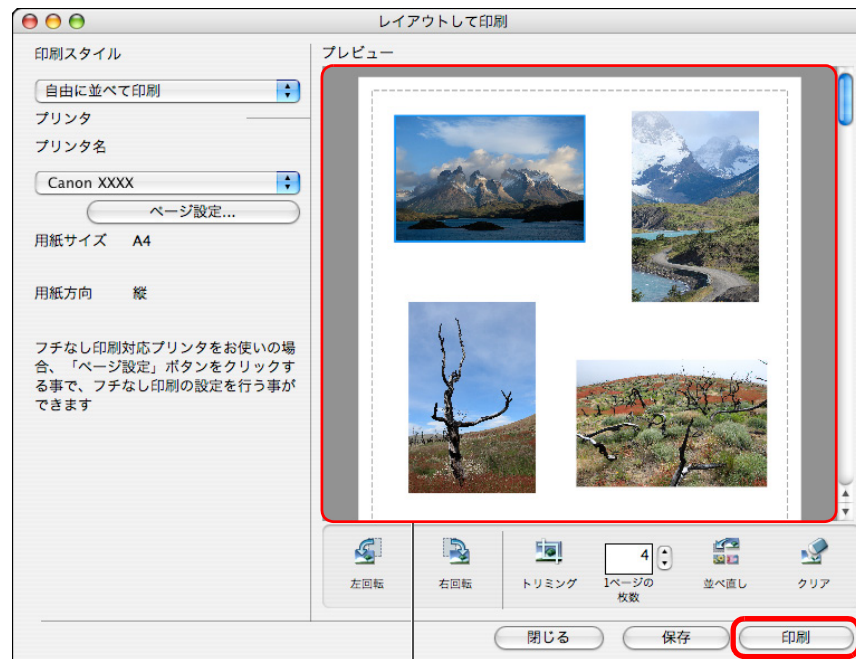 レイアウトして印刷
印刷スタイル
自由に並べて印刷
プリンタ
プリンタ名
Canon XXXX
ページ設定...
用紙サイズ A4
用紙方向 縦
フチなし印刷対応プリンタをお使いの場
合、「ページ設定」ボタンをクリックす
る事で、フチなし印刷の設定を行う事が
できます
プレビュー
左回転
右回転
トリミング
4
1ページの
枚数
並べ直し
クリア
閉じる
保存
印刷